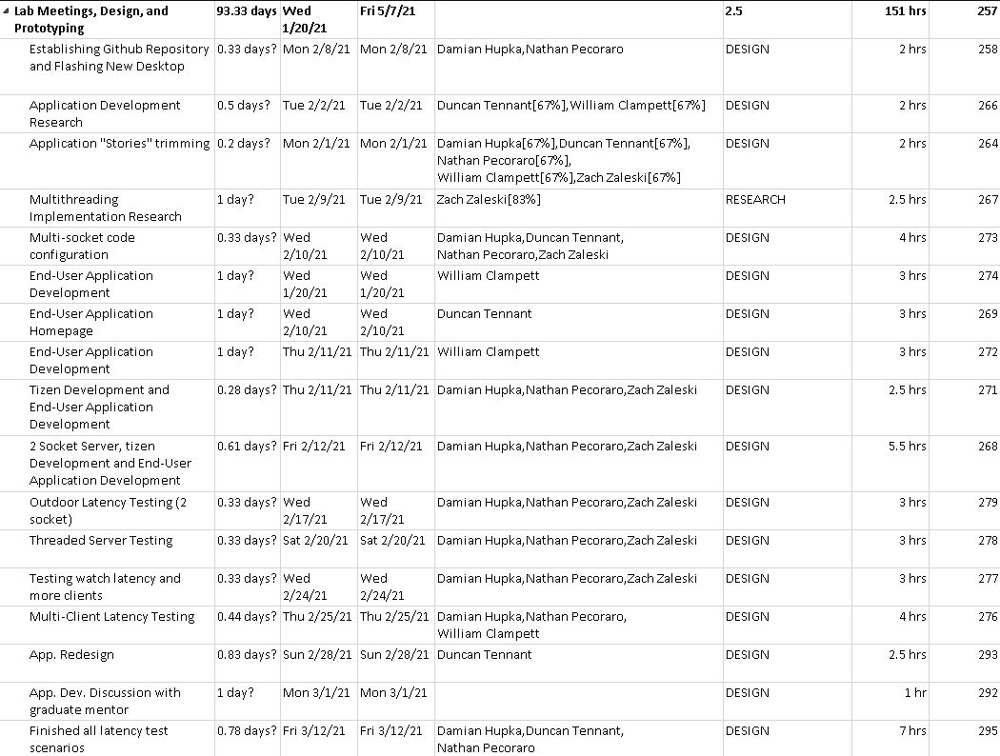 Lab Meetings, Design, and Prototyping 93.33 days Wed 1/20/21 Fri 5/7/21 2.5 151 hrs 257
Establishing Github Repository and Flashing New Desktop 0.33 days? Mon 2/8/21 Mon 2/8/21 Damian Hupka,Nathan Pecoraro DESIGN 2 hrs 258
Application Development Research 0.5 days? Tue 2/2/21 Tue 2/2/21 Duncan Tennant[67%],William Clampett[67%] DESIGN 2 hrs 266
Application "Stories" trimming 0.2 days? Mon 2/1/21 Mon 2/1/21 Damian Hupka[67%],Duncan Tennant[67%],Nathan Pecoraro[67%],William Clampett[67%],Zach Zaleski[67%] DESIGN 2 hrs 264
Multithreading Implementation Research 1 day? Tue 2/9/21 Tue 2/9/21 Zach Zaleski[83%] RESEARCH 2.5 hrs 267
Multi-socket code configuration 0.33 days? Wed 2/10/21 Wed 2/10/21 Damian Hupka,Duncan Tennant,Nathan Pecoraro,Zach Zaleski DESIGN 4 hrs 273
End-User Application Development 1 day? Wed 1/20/21 Wed 1/20/21 William Clampett DESIGN 3 hrs 274
End-User Application Homepage 1 day? Wed 2/10/21 Wed 2/10/21 Duncan Tennant DESIGN 3 hrs 269
End-User Application Development 1 day? Thu 2/11/21 Thu 2/11/21 William Clampett DESIGN 3 hrs 272
Tizen Development and End-User Application Development 0.28 days? Thu 2/11/21 Thu 2/11/21 Damian Hupka,Nathan Pecoraro,Zach Zaleski DESIGN 2.5 hrs 271
2 Socket Server, tizen Development and End-User Application Development 0.61 days? Fri 2/12/21 Fri 2/12/21 Damian Hupka,Nathan Pecoraro,Zach Zaleski DESIGN 5.5 hrs 268
Outdoor Latency Testing (2 socket) 0.33 days? Wed 2/17/21 Wed 2/17/21 Damian Hupka,Nathan Pecoraro,Zach Zaleski DESIGN 3 hrs 279
Threaded Server Testing 0.33 days? Sat 2/20/21 Sat 2/20/21 Damian Hupka,Nathan Pecoraro,Zach Zaleski DESIGN 3 hrs 278
Testing watch latency and more clients 0.33 days? Wed 2/24/21 Wed 2/24/21 Damian Hupka,Nathan Pecoraro,Zach Zaleski DESIGN 3 hrs 277
Multi-Client Latency Testing 0.44 days? Thu 2/25/21 Thu 2/25/21 Damian Hupka,Nathan Pecoraro,William Clampett DESIGN 4 hrs 276
App. Redesign 0.83 days? Sun 2/28/21 Sun 2/28/21 Duncan Tennant DESIGN 2.5 hrs 293
App. Dev. Discussion with graduate mentor 1 day? Mon 3/1/21 Mon 3/1/21 DESIGN 1 hr 292
Finished all latency test scenarios 0.78 days? Fri 3/12/21 Fri 3/12/21 Damian Hupka,Duncan Tennant,Nathan Pecoraro DESIGN 7 hrs 295